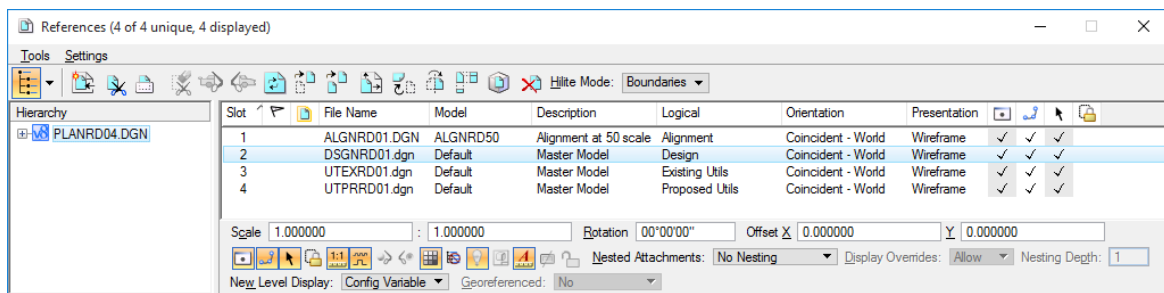 References (4 of 4 unique, 4 displayed)
Tools Settings
Hilite Mode: Boundaries
Hierarchy
PLANRD04.DGN
Slot File Name Model Description Logical Orientation Presentation
1 ALGNRD01.DGN ALGNRD50 Alignment at 50 scale Alignment Coincident - World Wireframe ✓ ✓ ✓
2 DSGNRD01.dgn Default Master Model Design Coincident - World Wireframe ✓ ✓ ✓
3 UTEXRD01.dgn Default Master Model Existing Utils Coincident - World Wireframe ✓ ✓ ✓
4 UTPRRD01.dgn Default Master Model Proposed Utils Coincident - World Wireframe ✓ ✓ ✓
Scale 1.000000 : 1.000000 Rotation 00°00'00" Offset X 0.000000 Y 0.000000
1:1 A Nested Attachments: No Nesting Display Overrides: Allow Nesting Depth: 1
New Level Display: Config Variable Georeferenced: No